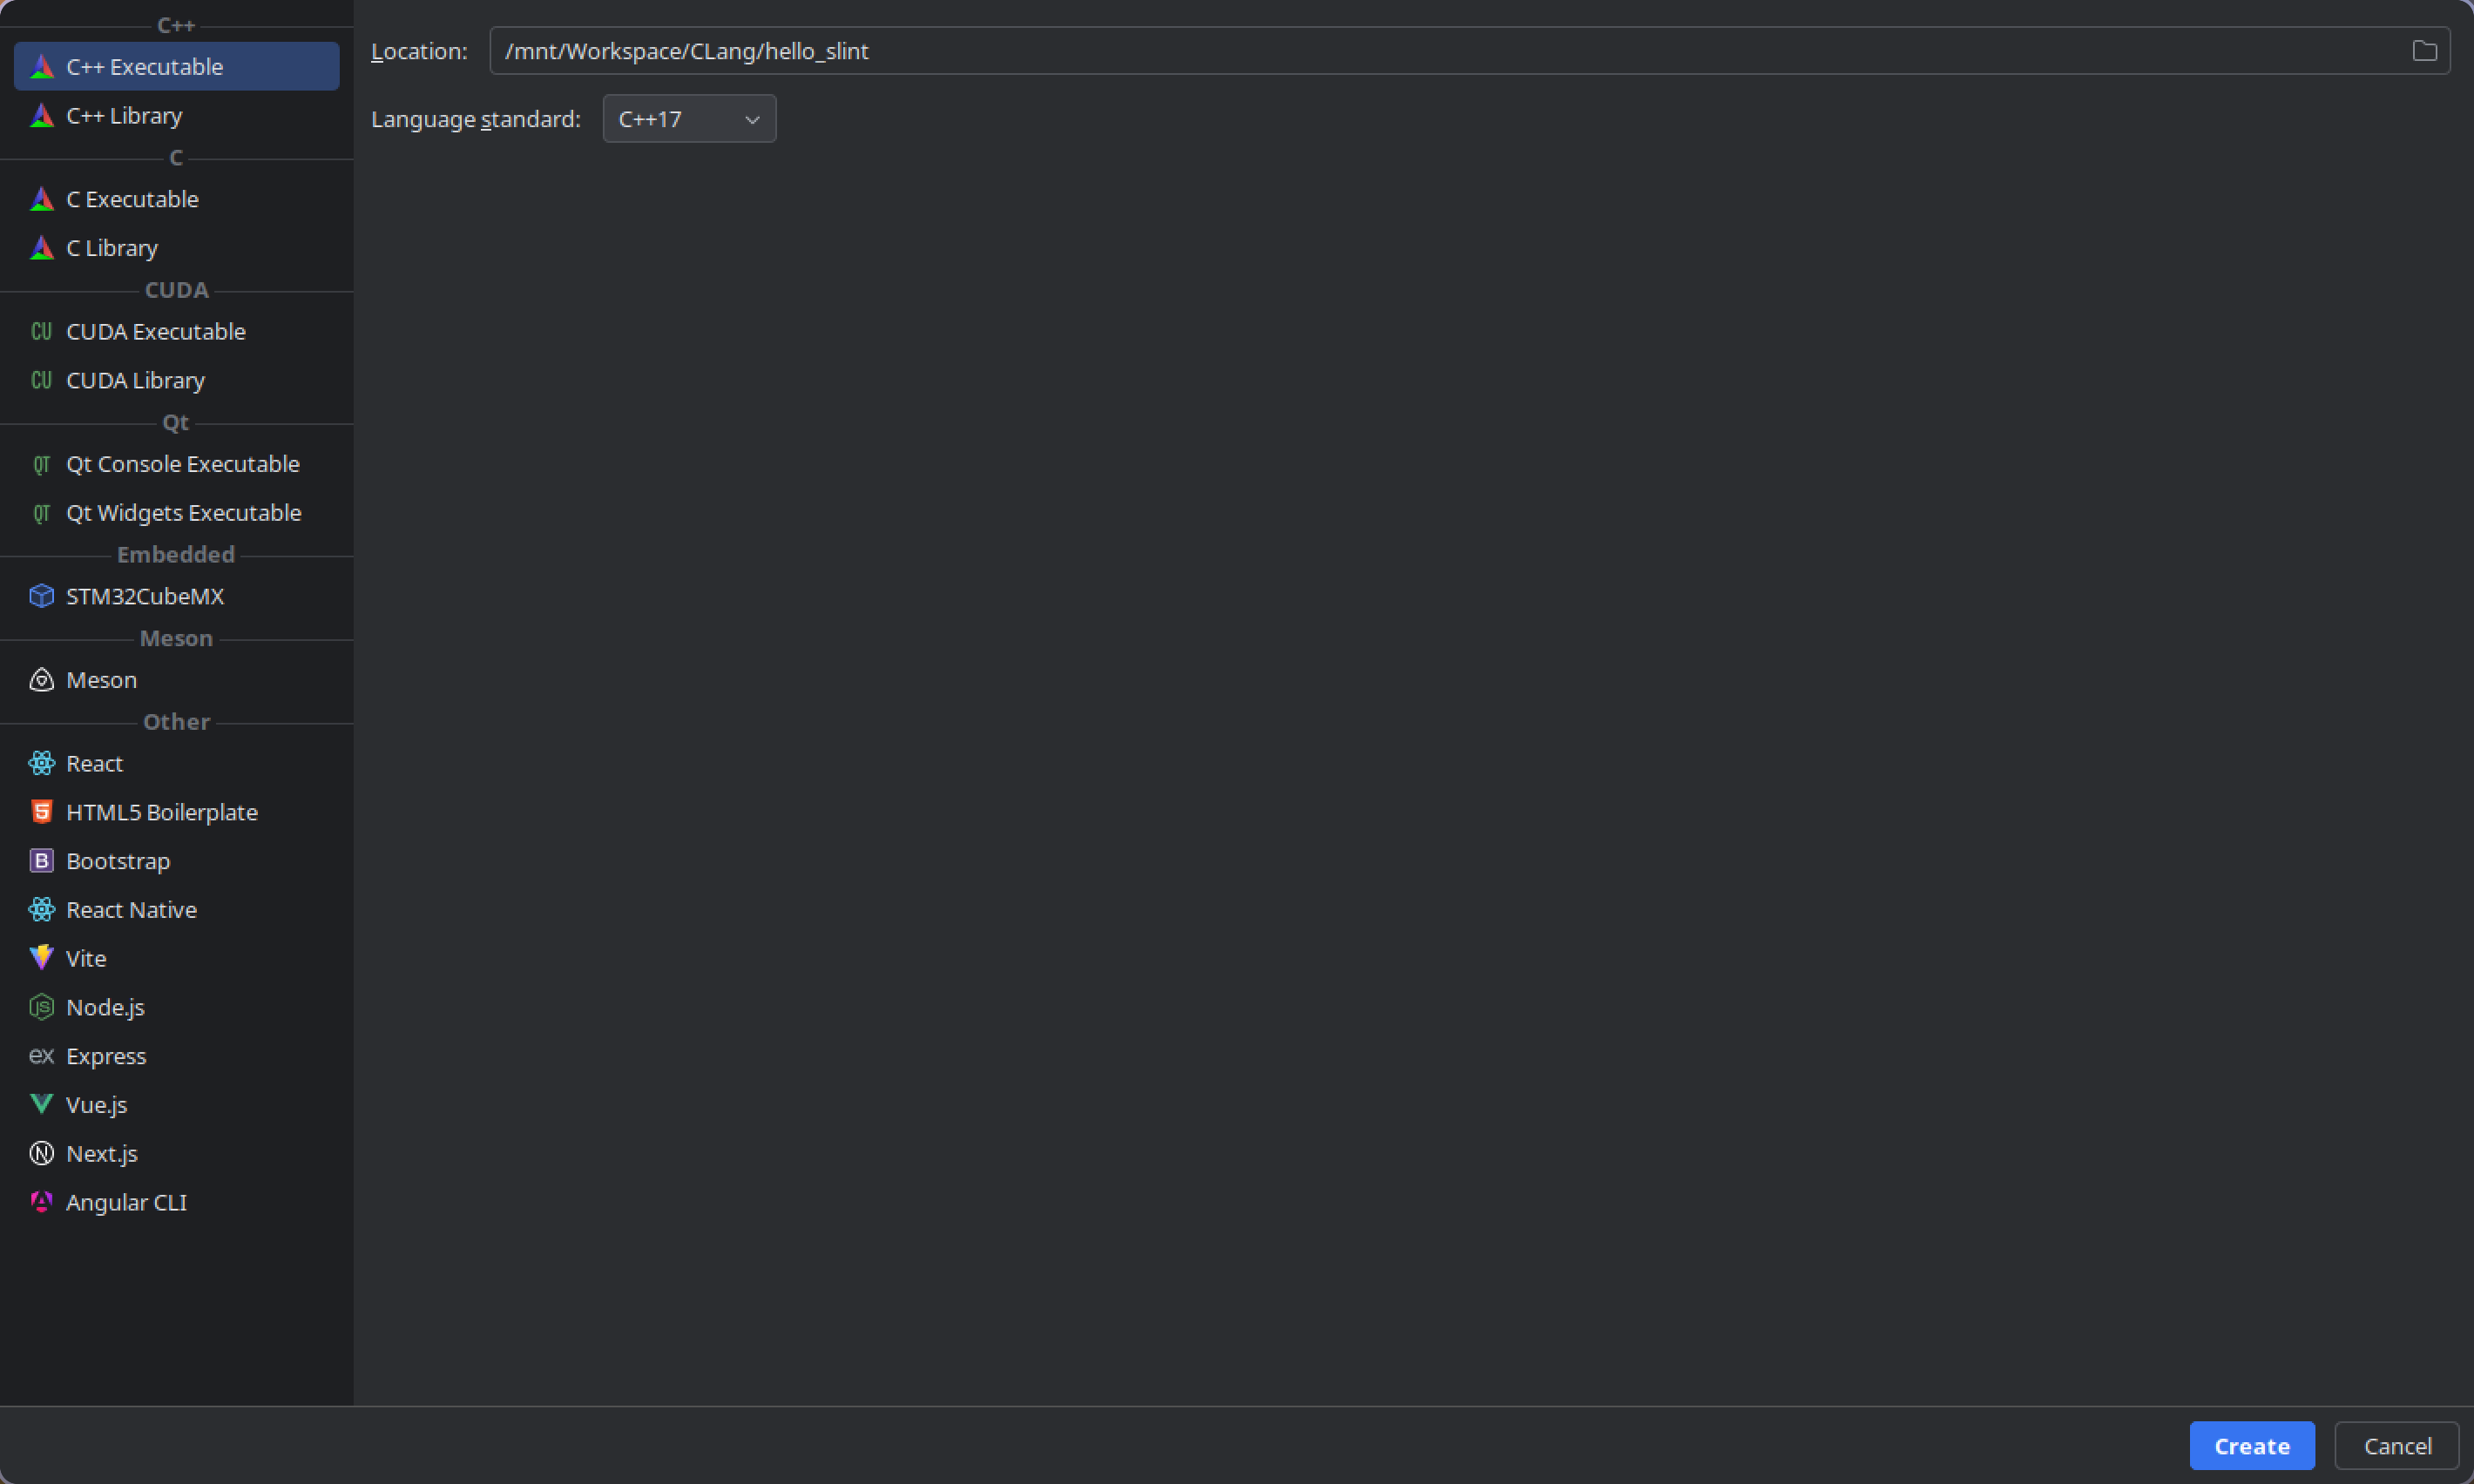 C++
C++ Executable
C++ Library
C
C Executable
C Library
CUDA
CU CUDA Executable
CU CUDA Library
Qt
QT Qt Console Executable
QT Qt Widgets Executable
Embedded
STM32CubeMX
Meson
Meson
Other
React
5 HTML5 Boilerplate
B Bootstrap
React Native
Vite
JS Node.js
ex Express
Vue.js
N Next.js
A Angular CLI
Location: /mnt/Workspace/CLang/hello_slint
Language standard: C++17
Create Cancel